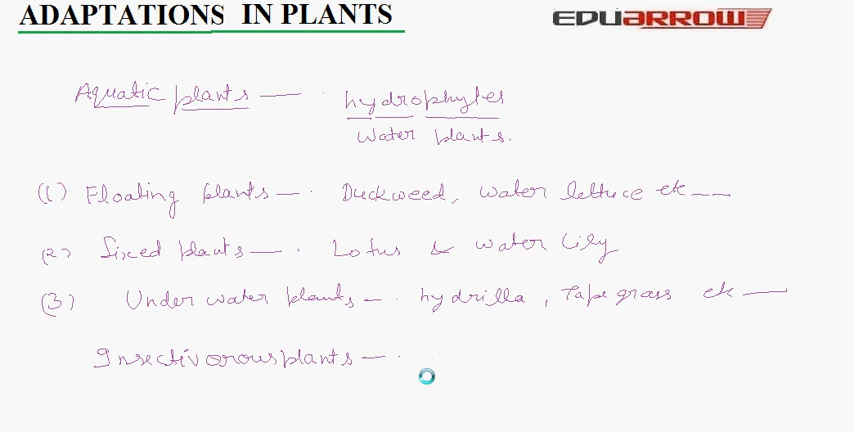 ADAPTATIONS IN PLANTS
EDUARROW
Aquatic plants — hydrophytes
Water plants.
(1) Floating plants — . Duckweed, water lettuce etc —
(2) Fixed plants — . Lotus & water lily
(3) Under water plants — . hydrilla, Tape grass etc —
Insectivorous plants — .